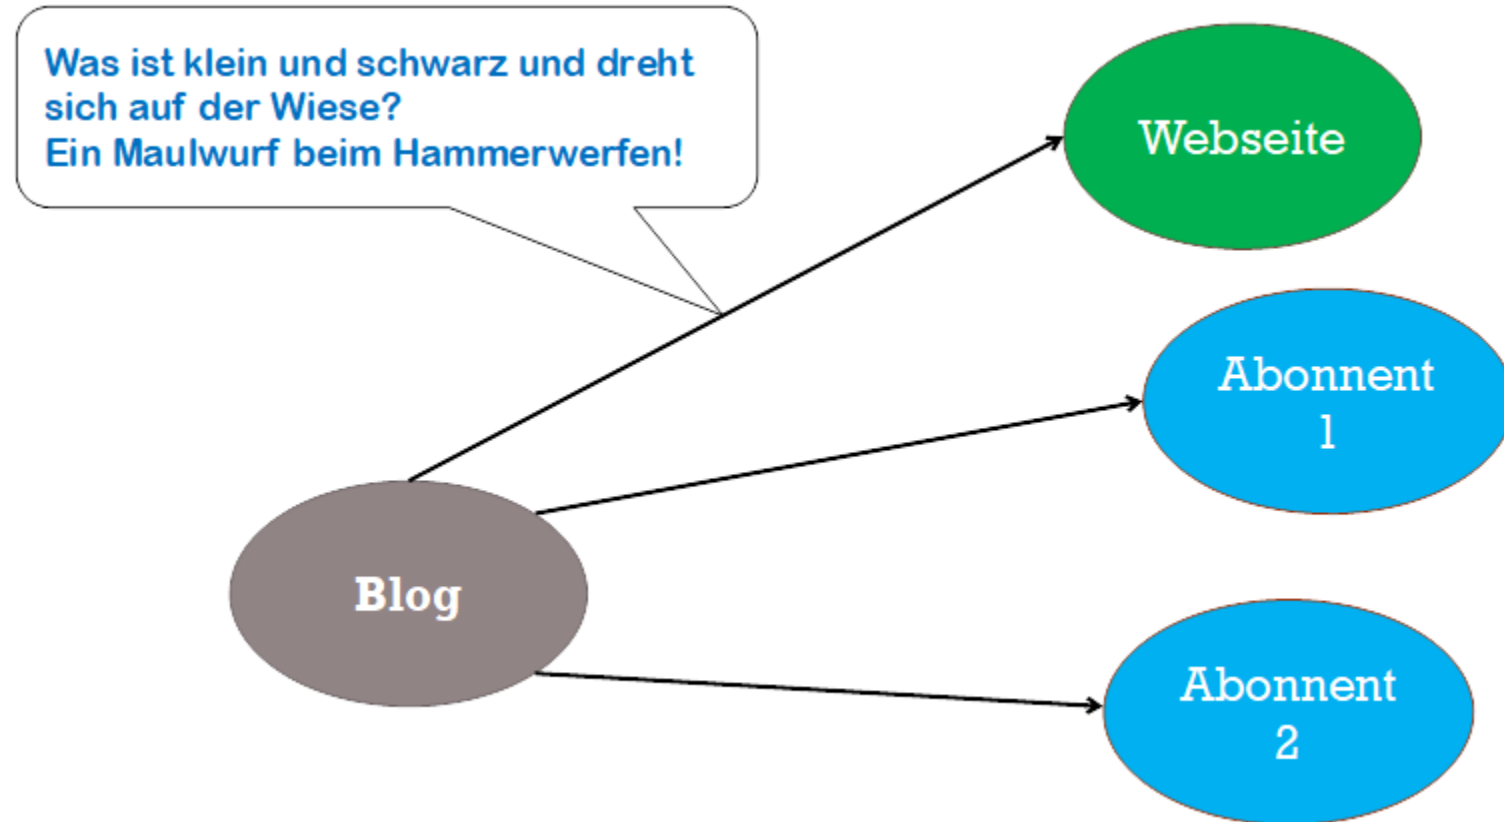 Was ist klein und schwarz und dreht
sich auf der Wiese?
Ein Maulwurf beim Hammerwerfen!
Webseite
Abonnent
1
Blog
Abonnent
2